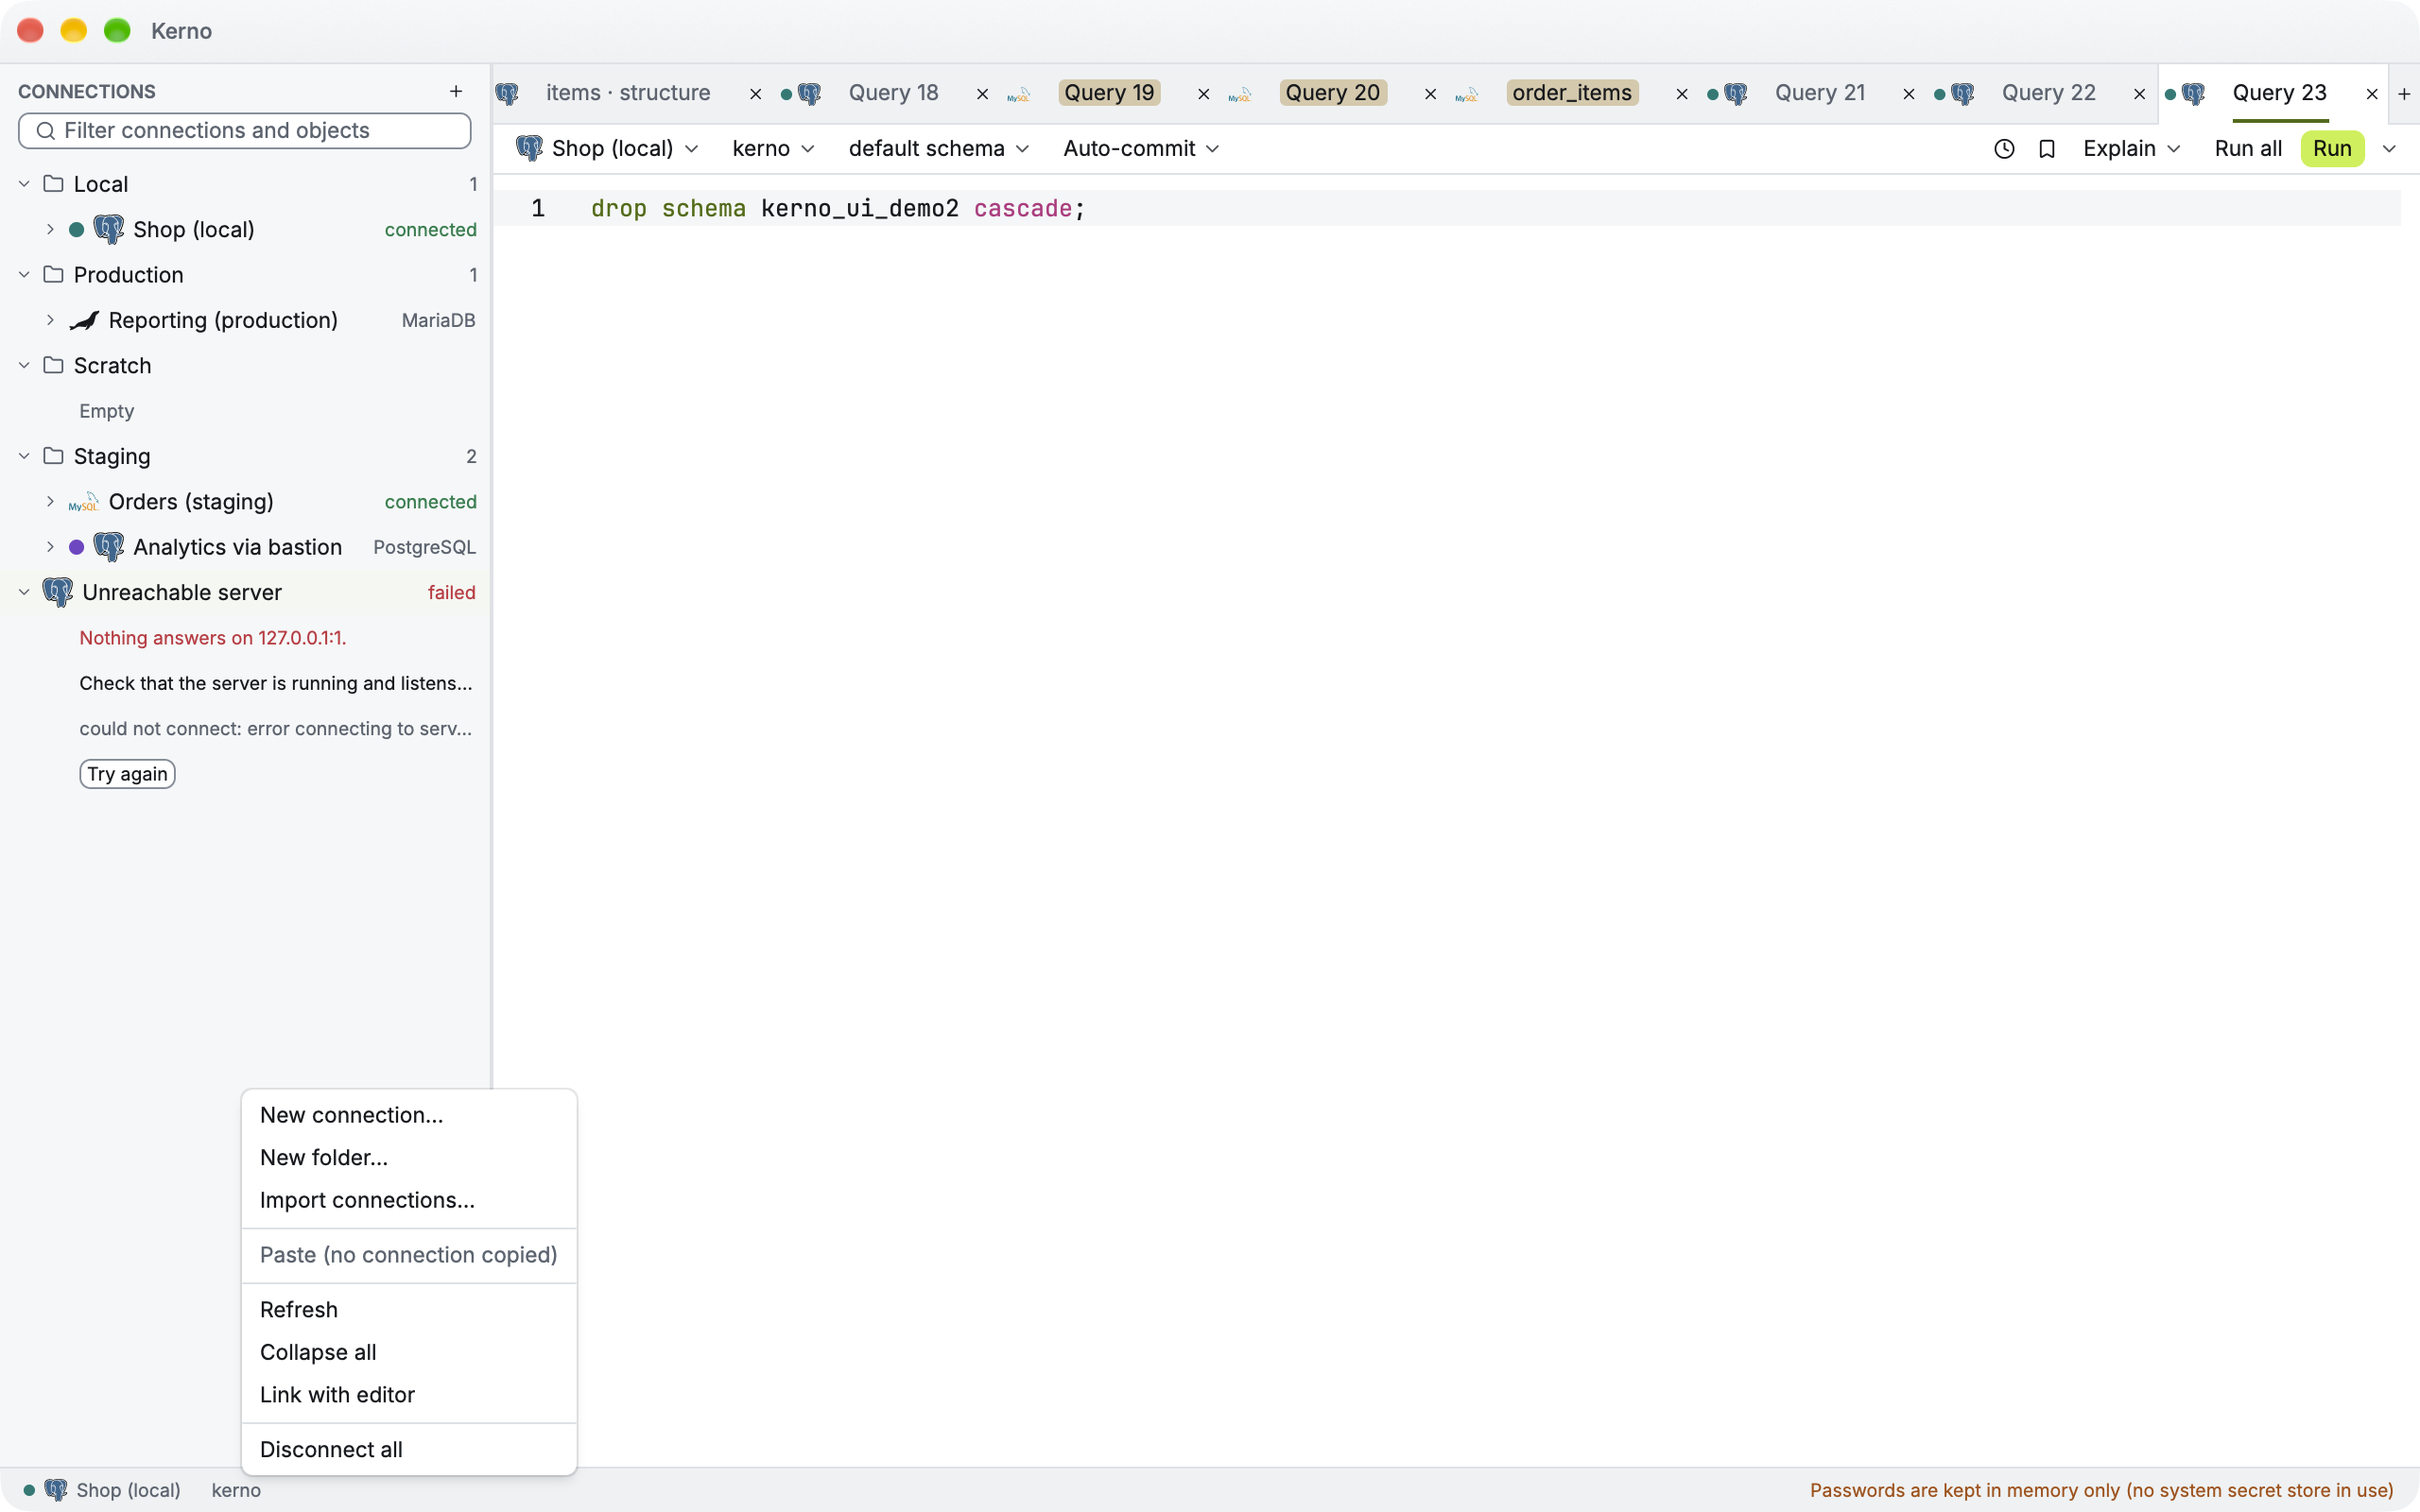 Kerno
CONNECTIONS +
Filter connections and objects
Local 1
Shop (local) connected
Production 1
Reporting (production) MariaDB
Scratch
Empty
Staging 2
MySQL Orders (staging) connected
Analytics via bastion PostgreSQL
Unreachable server failed
Nothing answers on 127.0.0.1:1.
Check that the server is running and listens...
could not connect: error connecting to serv...
Try again
items · structure × Query 18 × MySQL Query 19 × MySQL Query 20 × MySQL order_items × Query 21 × Query 22 × Query 23 × +
Shop (local) kerno default schema Auto-commit Explain Run all Run
1 drop schema kerno_ui_demo2 cascade;
New connection...
New folder...
Import connections...
Paste (no connection copied)
Refresh
Collapse all
Link with editor
Disconnect all
Shop (local) kerno Passwords are kept in memory only (no system secret store in use)